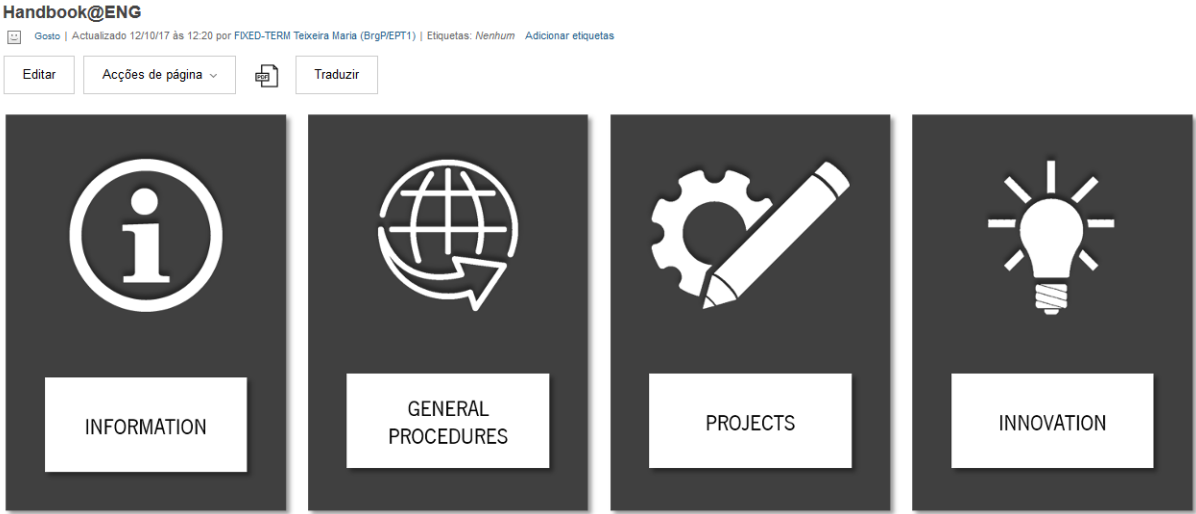 Handbook@ENG
Gosto | Actualizado 12/10/17 às 12:20 por FIXED-TERM Teixeira Maria (BrgP/EPT1) | Etiquetas: Nenhum Adicionar etiquetas
Editar Acções de página PDF Traduzir
INFORMATION
GENERAL
PROCEDURES
PROJECTS
INNOVATION